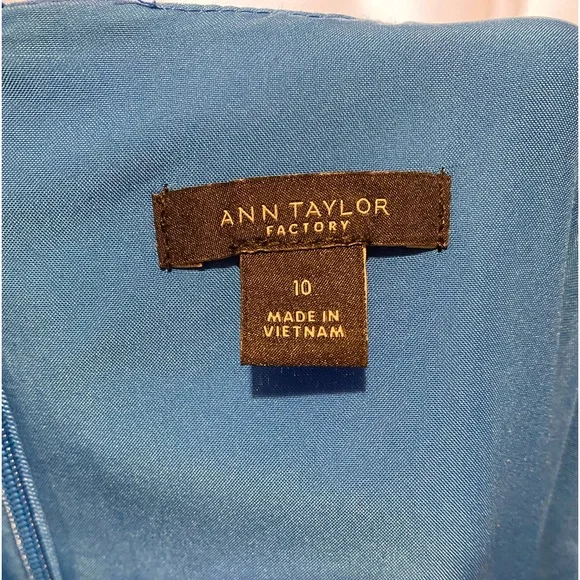 ANN TAYLOR
FACTORY
10
MADE IN
VIETNAM